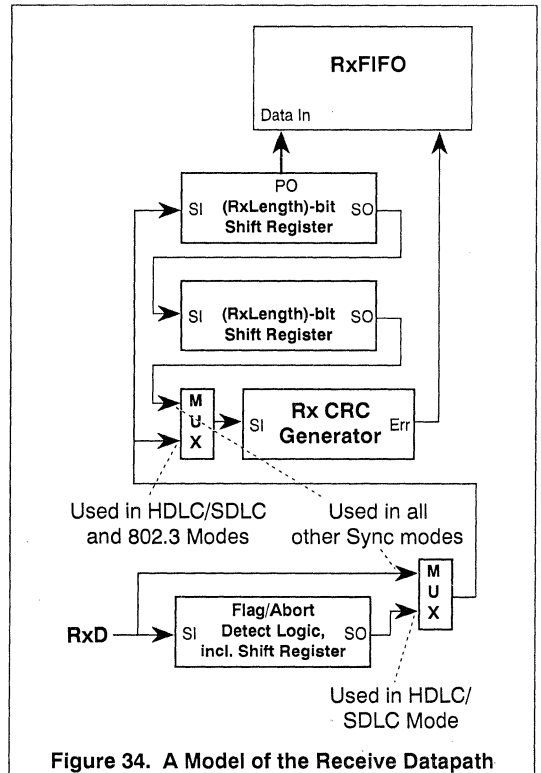 RxFIFO
Data In
PO
SI (RxLength)-bit SO
Shift Register
SI (RxLength)-bit SO
Shift Register
MUX
SI Rx CRC Err
Generator
Used in HDLC/SDLC
and 802.3 Modes
Used in all
other Sync modes
MUX
RxD
Flag/Abort
SI Detect Logic, SO
incl. Shift Register
Used in HDLC/
SDLC Mode
Figure 34. A Model of the Receive Datapath